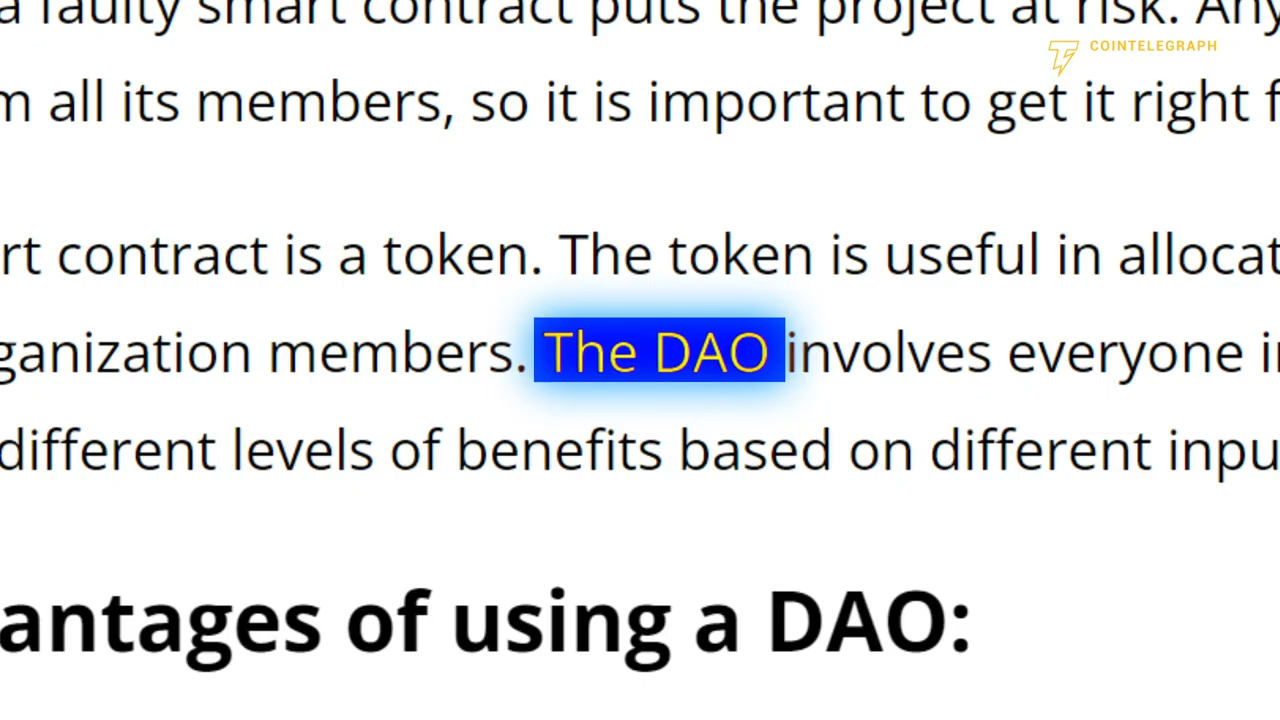 a faulty smart contract puts the project at risk. Any
COINTELEGRAPH
m all its members, so it is important to get it right f
rt contract is a token. The token is useful in allocat
ganization members. The DAO involves everyone in
different levels of benefits based on different inpu
antages of using a DAO: